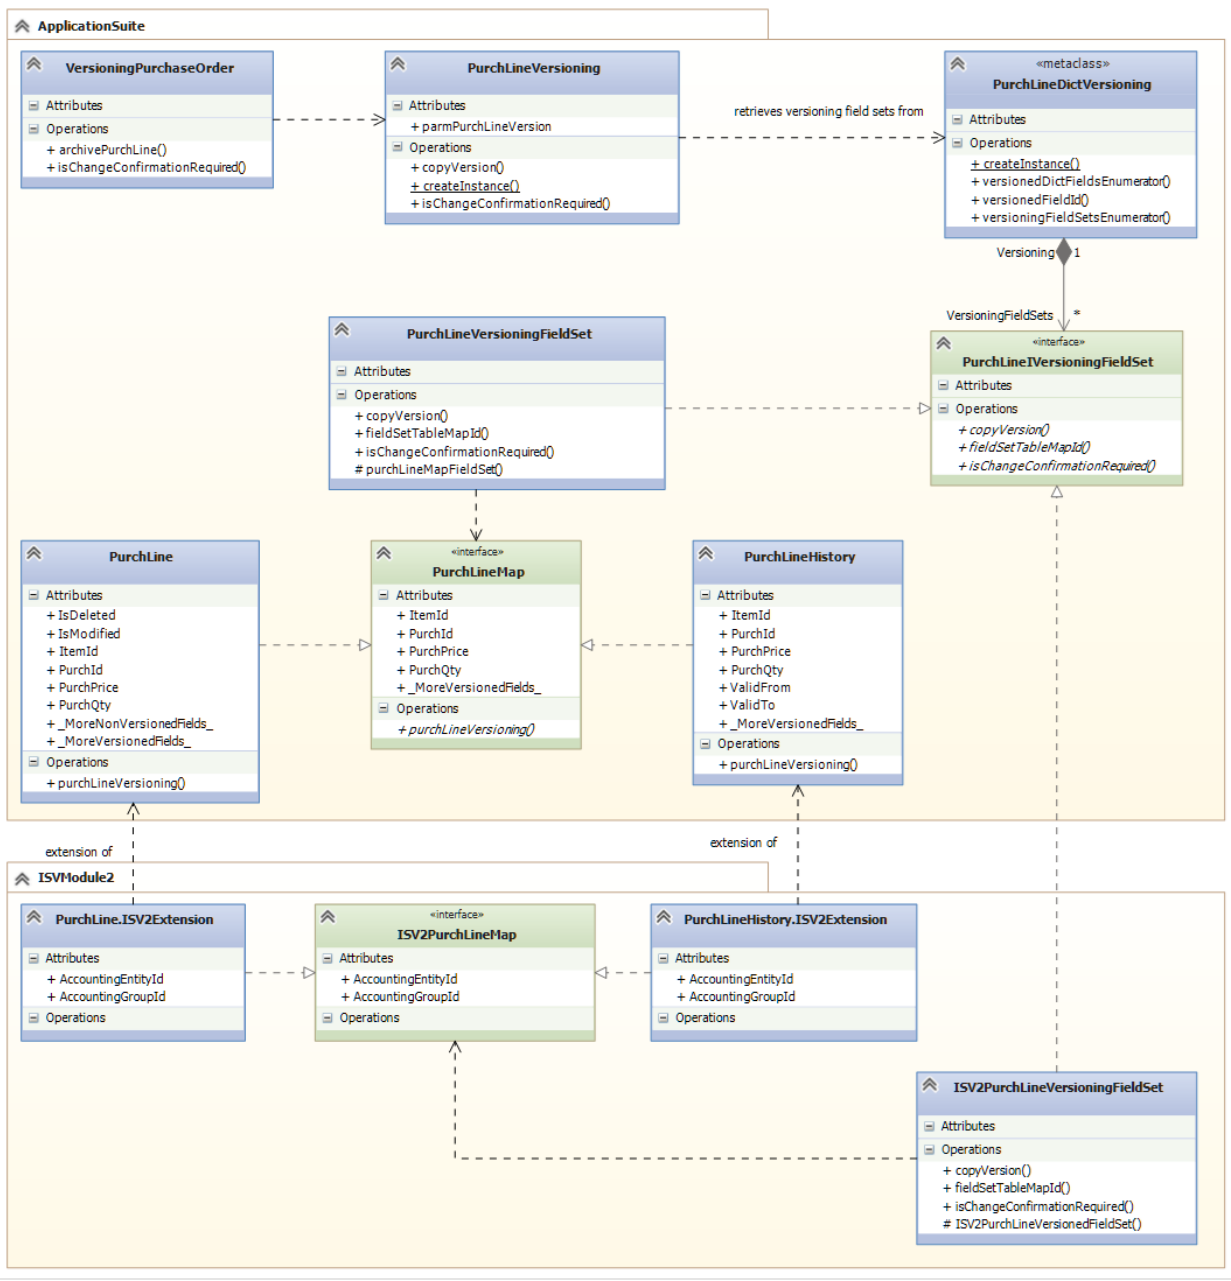 ApplicationSuite
VersioningPurchaseOrder
Attributes
Operations
+ archivePurchLine()
+ isChangeConfirmationRequired()
PurchLineVersioning
Attributes
+ parmPurchLineVersion
Operations
+ copyVersion()
+ createInstance()
+ isChangeConfirmationRequired()
retrieves versioning field sets from
«metaclass»
PurchLineDictVersioning
Attributes
Operations
+ createInstance()
+ versionedDictFieldsEnumerator()
+ versionedFieldId()
+ versioningFieldSetsEnumerator()
Versioning 1
VersioningFieldSets *
PurchLineVersioningFieldSet
Attributes
Operations
+ copyVersion()
+ fieldSetTableMapId()
+ isChangeConfirmationRequired()
# purchLineMapFieldSet()
«interface»
PurchLineIVersioningFieldSet
Attributes
Operations
+ copyVersion()
+ fieldSetTableMapId()
+ isChangeConfirmationRequired()
PurchLine
Attributes
+ IsDeleted
+ IsModified
+ ItemId
+ PurchId
+ PurchPrice
+ PurchQty
+ _MoreNonVersionedFields_
+ _MoreVersionedFields_
Operations
+ purchLineVersioning()
«interface»
PurchLineMap
Attributes
+ ItemId
+ PurchId
+ PurchPrice
+ PurchQty
+ _MoreVersionedFields_
Operations
+ purchLineVersioning()
PurchLineHistory
Attributes
+ ItemId
+ PurchId
+ PurchPrice
+ PurchQty
+ ValidFrom
+ ValidTo
+ _MoreVersionedFields_
Operations
+ purchLineVersioning()
extension of
extension of
ISVModule2
PurchLine.ISV2Extension
Attributes
+ AccountingEntityId
+ AccountingGroupId
Operations
«interface»
ISV2PurchLineMap
Attributes
+ AccountingEntityId
+ AccountingGroupId
Operations
PurchLineHistory.ISV2Extension
Attributes
+ AccountingEntityId
+ AccountingGroupId
Operations
ISV2PurchLineVersioningFieldSet
Attributes
Operations
+ copyVersion()
+ fieldSetTableMapId()
+ isChangeConfirmationRequired()
# ISV2PurchLineVersionedFieldSet()